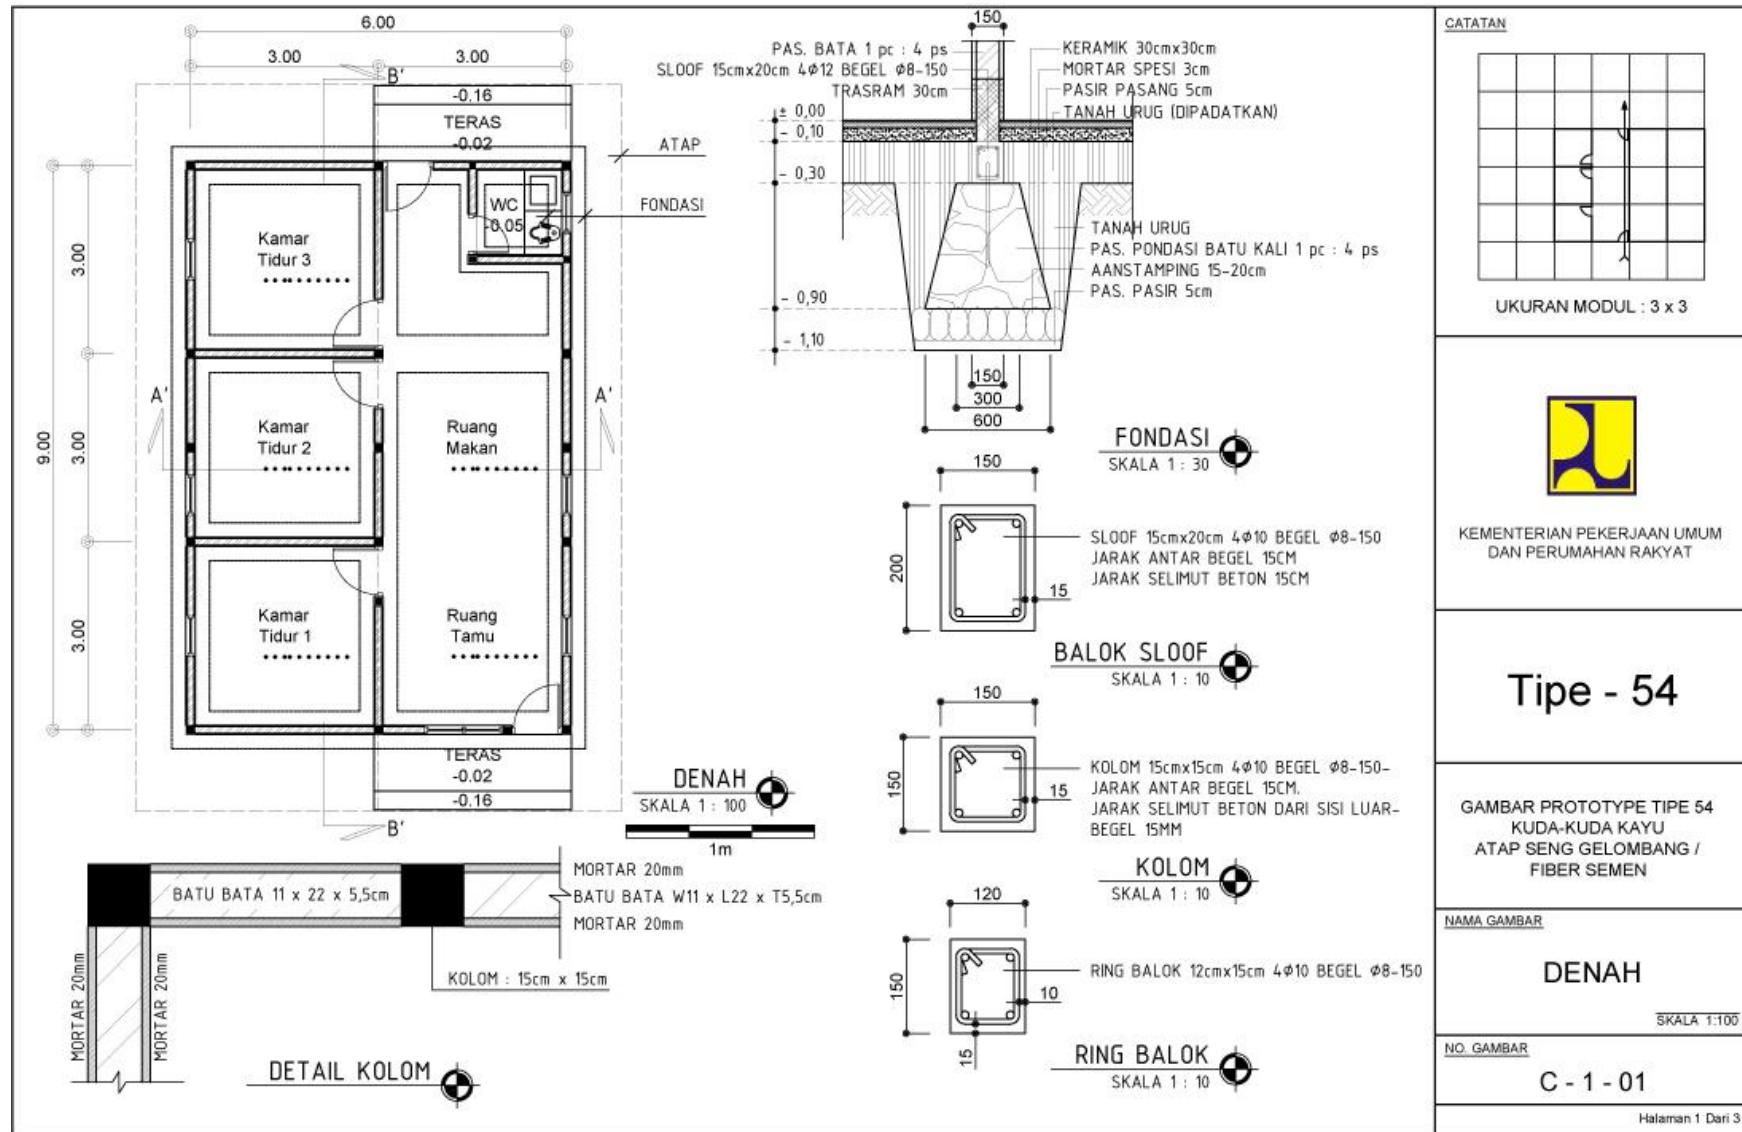 6.00
3.00
3.00
B'
-0.16
TERAS
-0.02
ATAP
FONDASI
WC
-0.05
Kamar
Tidur 3
3.00
A'
A'
Kamar
Tidur 2
Ruang
Makan
9.00
3.00
Kamar
Tidur 1
Ruang
Tamu
3.00
TERAS
-0.02
-0.16
B'
DENAH
SKALA 1 : 100
1m
BATU BATA 11 x 22 x 5,5cm
MORTAR 20mm
BATU BATA W11 x L22 x T5,5cm
MORTAR 20mm
KOLOM : 15cm x 15cm
MORTAR 20mm
MORTAR 20mm
DETAIL KOLOM
150
PAS. BATA 1 pc : 4 ps
SLOOF 15cmx20cm 4φ12 BEGEL φ8-150
TRASRAM 30cm
KERAMIK 30cmx30cm
MORTAR SPESI 3cm
PASIR PASANG 5cm
TANAH URUG (DIPADATKAN)
± 0,00
- 0,10
- 0,30
- 0,90
- 1,10
TANAH URUG
PAS. PONDASI BATU KALI 1 pc : 4 ps
AANSTAMPING 15-20cm
PAS. PASIR 5cm
150
300
600
FONDASI
SKALA 1 : 30
150
200
15
SLOOF 15cmx20cm 4φ10 BEGEL φ8-150
JARAK ANTAR BEGEL 15CM
JARAK SELIMUT BETON 15CM
BALOK SLOOF
SKALA 1 : 10
150
150
15
KOLOM 15cmx15cm 4φ10 BEGEL φ8-150-
JARAK ANTAR BEGEL 15CM.
JARAK SELIMUT BETON DARI SISI LUAR-
BEGEL 15MM
KOLOM
SKALA 1 : 10
120
150
10
15
RING BALOK 12cmx15cm 4φ10 BEGEL φ8-150
RING BALOK
SKALA 1 : 10
CATATAN
UKURAN MODUL : 3 x 3
KEMENTERIAN PEKERJAAN UMUM
DAN PERUMAHAN RAKYAT
Tipe - 54
GAMBAR PROTOTYPE TIPE 54
KUDA-KUDA KAYU
ATAP SENG GELOMBANG /
FIBER SEMEN
NAMA GAMBAR
DENAH
SKALA 1:100
NO. GAMBAR
C - 1 - 01
Halaman 1 Dari 3